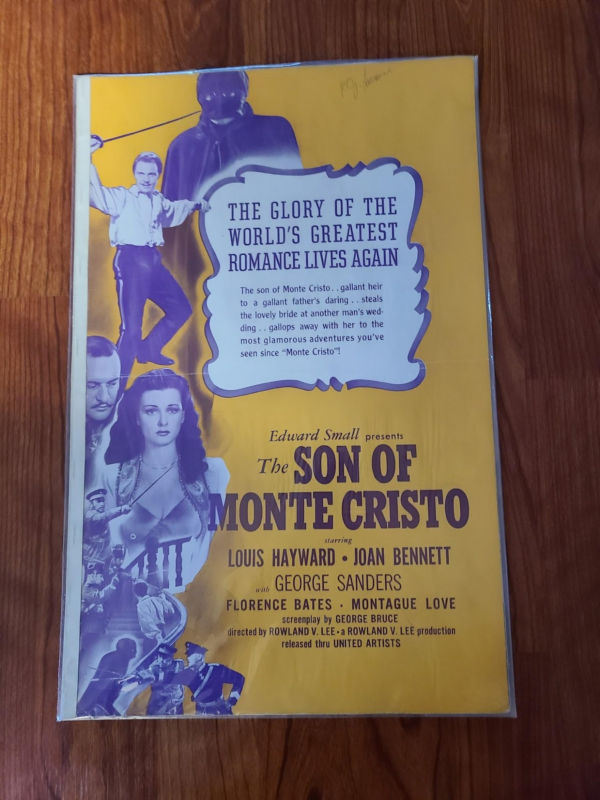 THE GLORY OF THE
WORLD'S GREATEST
ROMANCE LIVES AGAIN
The son of Monte Cristo . . gallant heir
to a gallant father's daring . . . steals
the lovely bride at another man's wed-
ding . . gallops away with her to the
most glamorous adventures you've
seen since "Monte Cristo"!
Edward Small presents
The SON OF
MONTE CRISTO
starring
LOUIS HAYWARD • JOAN BENNETT
with GEORGE SANDERS
FLORENCE BATES · MONTAGUE LOVE
screenplay by GEORGE BRUCE
directed by ROWLAND V. LEE • a ROWLAND V. LEE production
released thru UNITED ARTISTS